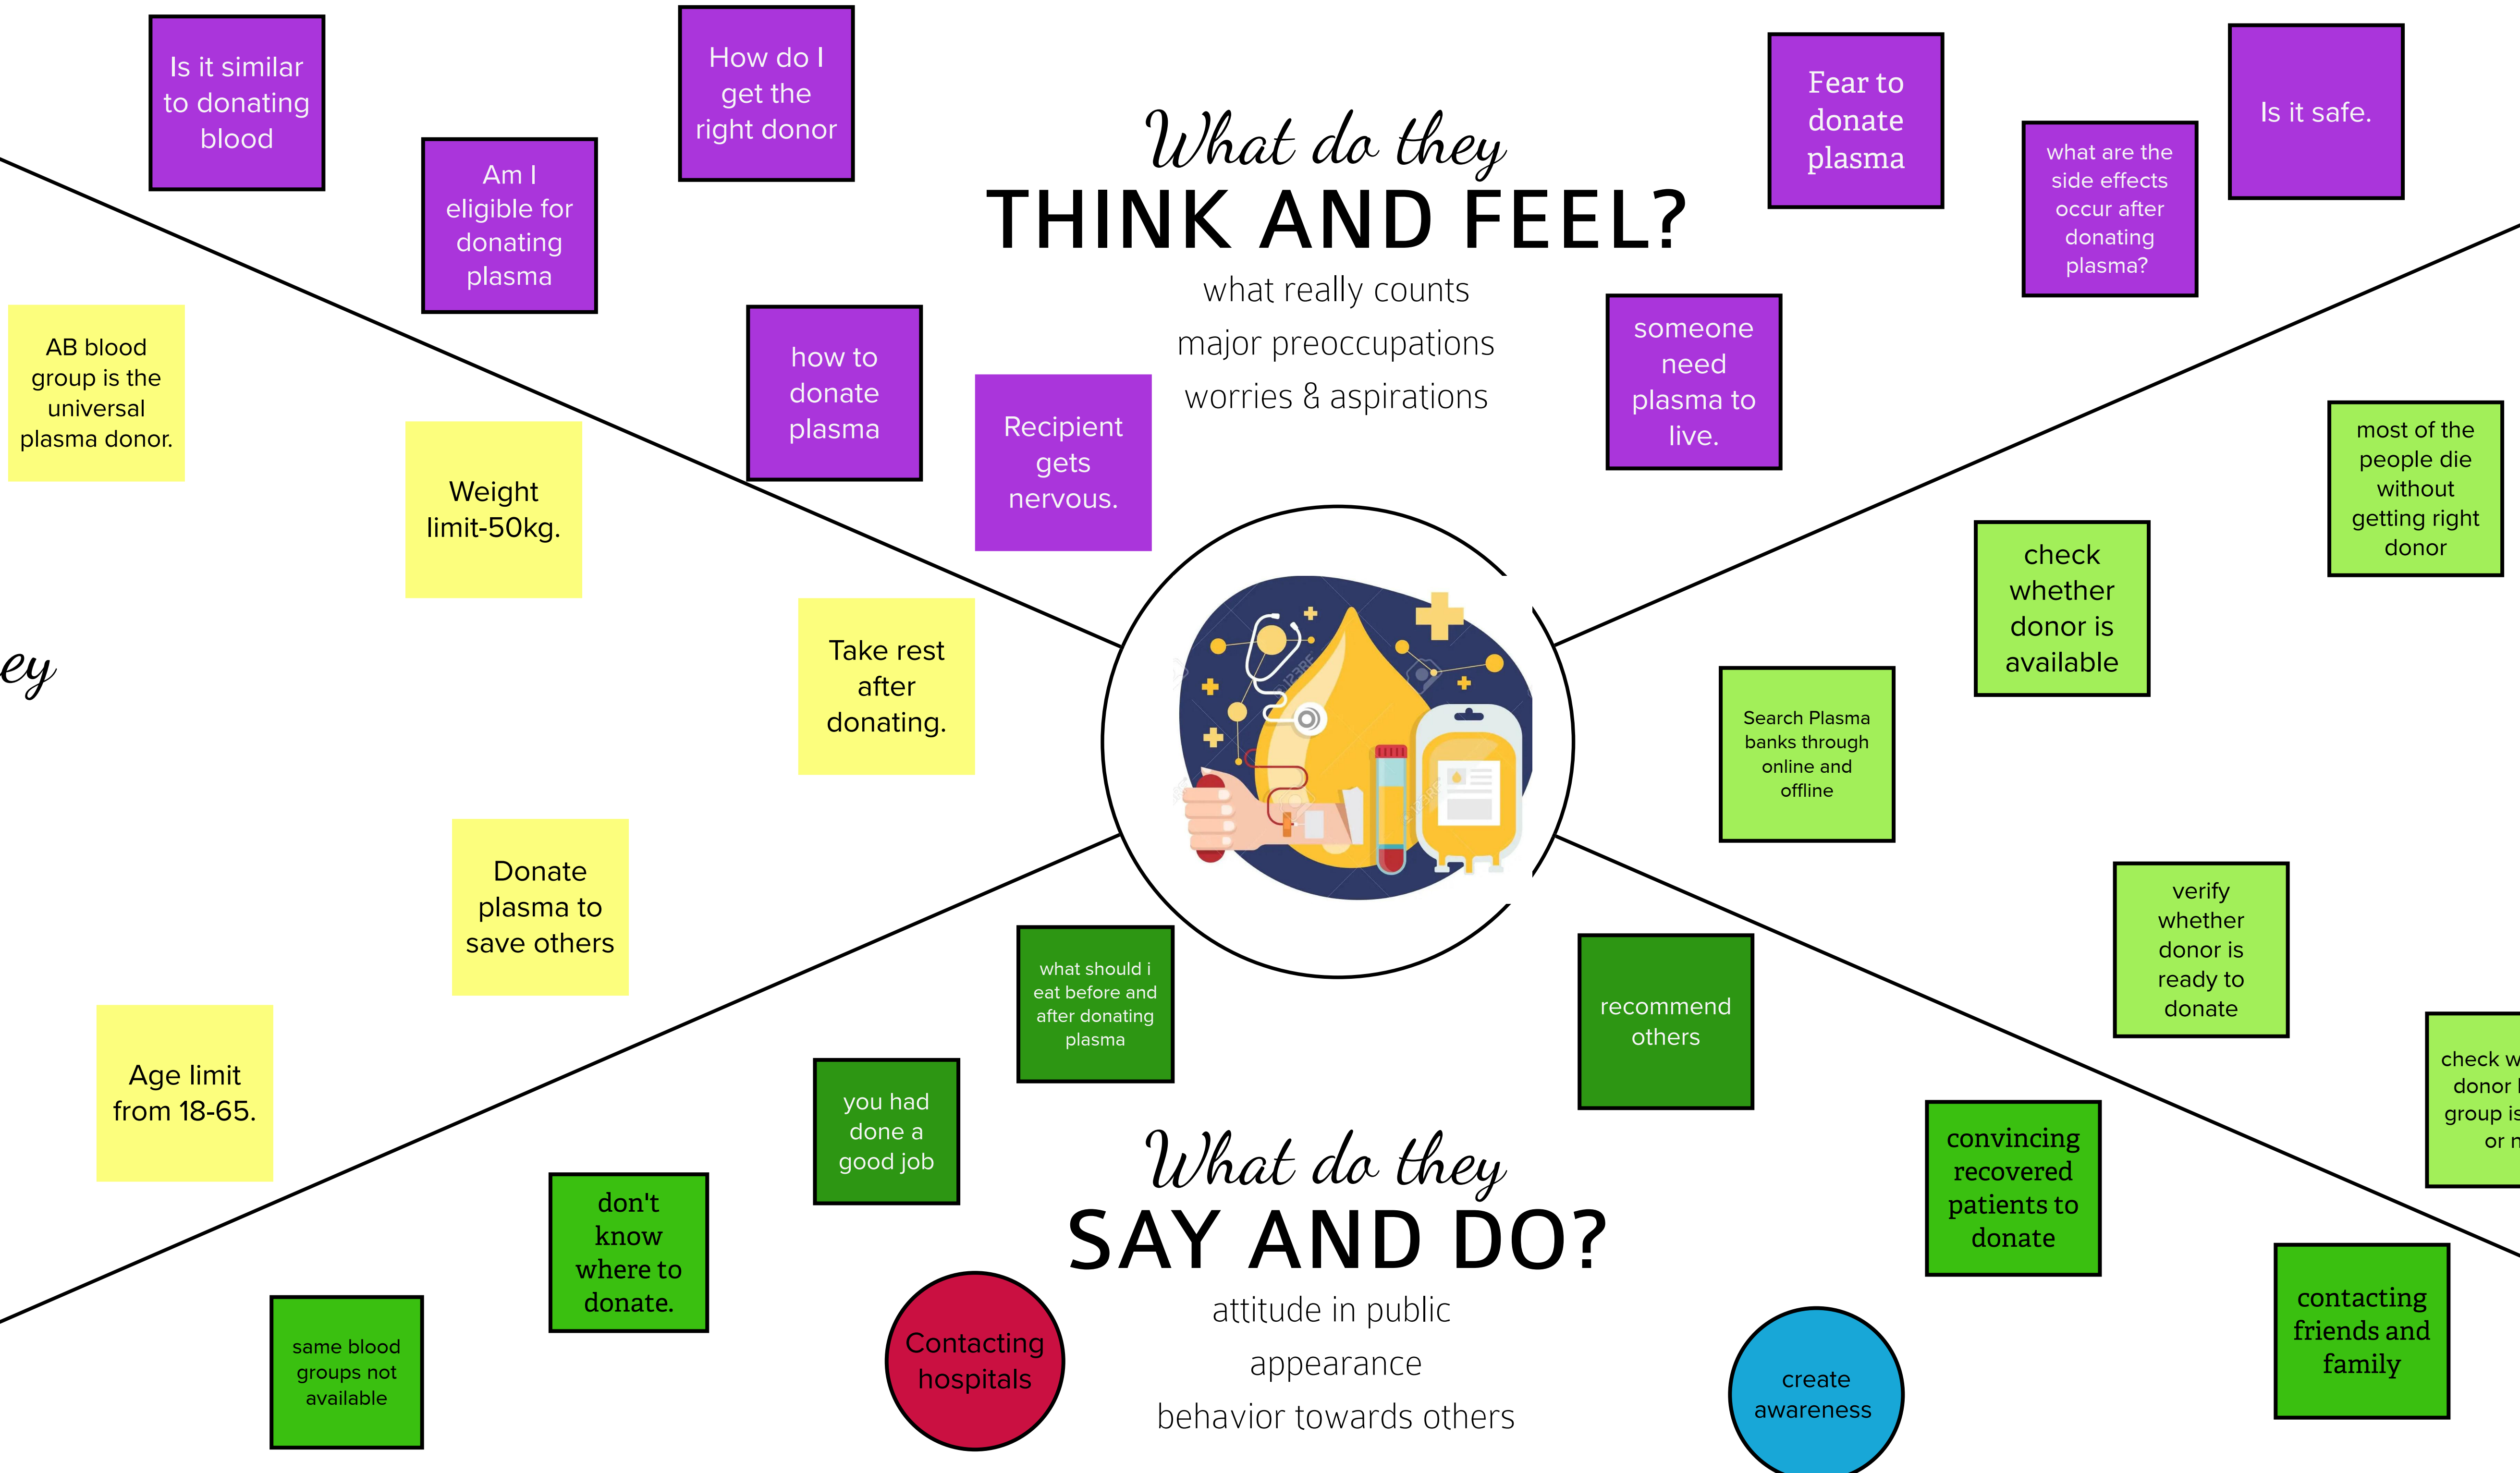 Is it similar
to donating
blood
Am I
eligible for
donating
plasma
How do I
get the
right donor
how to
donate
plasma
Recipient
gets
nervous.
What do they
THINK AND FEEL?
what really counts
major preoccupations
worries & aspirations
Fear to
donate
plasma
what are the
side effects
occur after
donating
plasma?
Is it safe.
someone
need
plasma to
live.
AB blood
group is the
universal
plasma donor.
Weight
limit-50kg.
Take rest
after
donating.
ey
Donate
plasma to
save others
Age limit
from 18-65.
most of the
people die
without
getting right
donor
check
whether
donor is
available
Search Plasma
banks through
online and
offline
verify
whether
donor is
ready to
donate
check w
donor
group is
or
123RF
123RF
what should i
eat before and
after donating
plasma
you had
done a
good job
don't
know
where to
donate.
same blood
groups not
available
Contacting
hospitals
What do they
SAY AND DO?
attitude in public
appearance
behavior towards others
recommend
others
convincing
recovered
patients to
donate
contacting
friends and
family
create
awareness